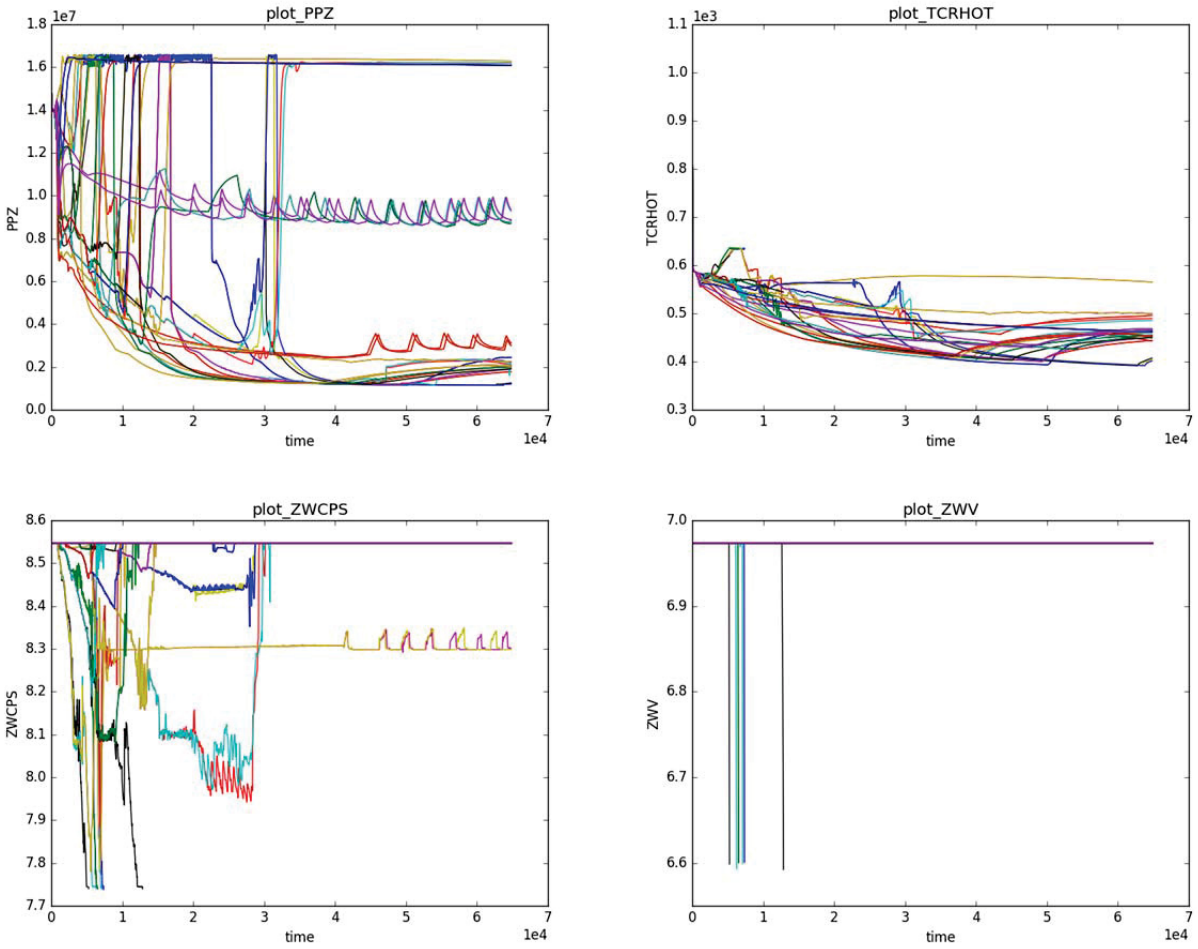 plot_PPZ
1e7
1.8
1.6
1.4
1.2
1.0
0.8
0.6
0.4
0.2
0.0
PPZ
0 1 2 3 4 5 6 7
1e4
time
plot_TCRHOT
1e3
1.1
1.0
0.9
0.8
0.7
0.6
0.5
0.4
0.3
TCRHOT
0 1 2 3 4 5 6 7
1e4
time
plot_ZWCPS
8.6
8.5
8.4
8.3
8.2
8.1
8.0
7.9
7.8
7.7
ZWCPS
0 1 2 3 4 5 6 7
1e4
time
plot_ZWV
7.0
6.9
6.8
6.7
6.6
ZWV
0 1 2 3 4 5 6 7
1e4
time